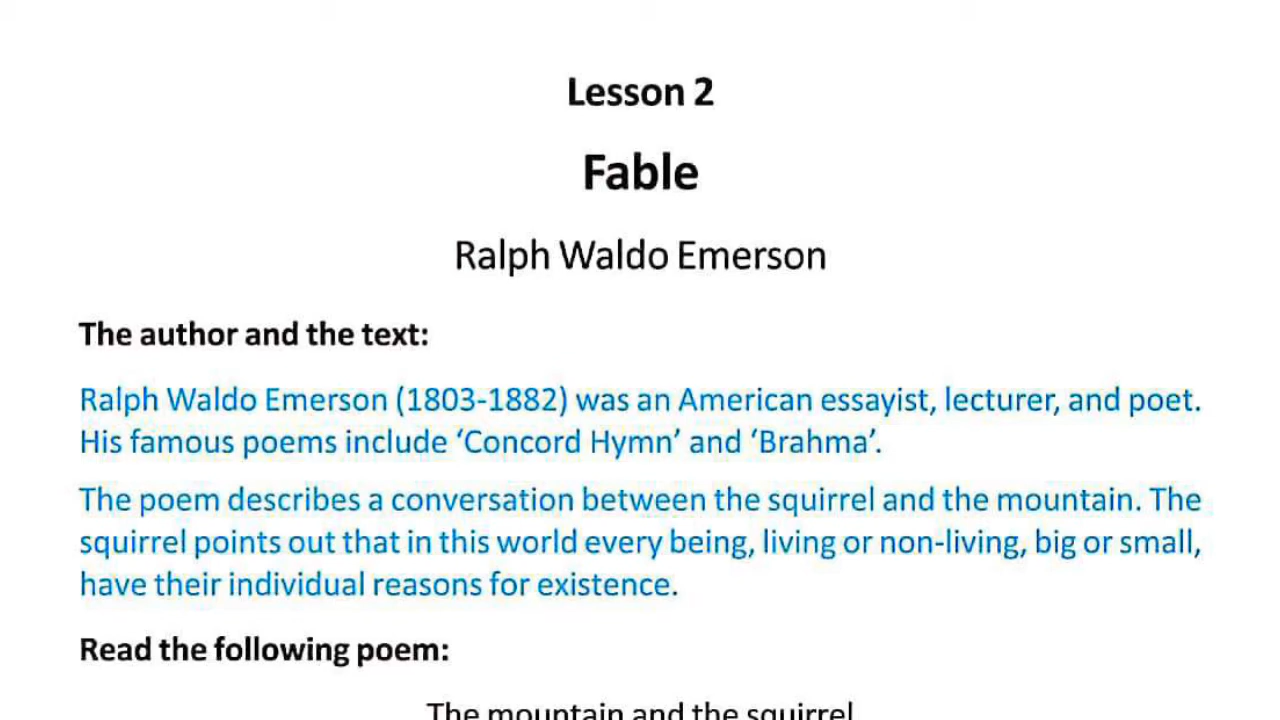 Lesson 2
Fable
Ralph Waldo Emerson
The author and the text:
Ralph Waldo Emerson (1803-1882) was an American essayist, lecturer, and poet.
His famous poems include ‘Concord Hymn’ and ‘Brahma’.
The poem describes a conversation between the squirrel and the mountain. The
squirrel points out that in this world every being, living or non-living, big or small,
have their individual reasons for existence.
Read the following poem:
The mountain and the squirrel